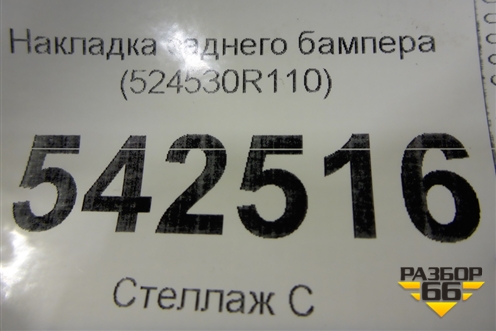 Накладка заднего бампера
(524530R110)
542516
Стеллаж С
РАЗБОР
66